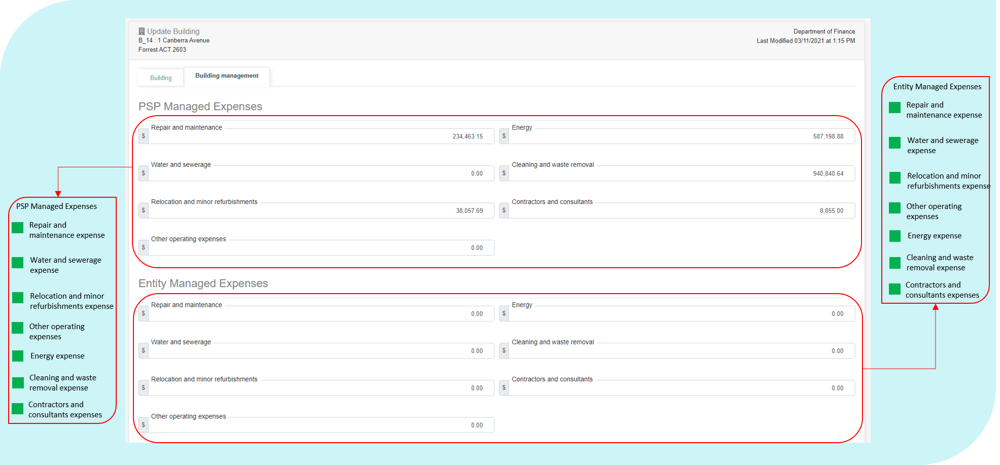 Update Building
B_14 : 1 Canberra Avenue
Forrest ACT 2603
Department of Finance
Last Modified 03/11/2021 at 1:15 PM
Building
Building management
PSP Managed Expenses
Repair and maintenance
$ 234,463.15
Energy
$ 587,198.88
Water and sewerage
$ 0.00
Cleaning and waste removal
$ 940,840.64
Relocation and minor refurbishments
$ 38,057.69
Contractors and consultants
$ 8,855.00
Other operating expenses
$ 0.00
Entity Managed Expenses
Repair and maintenance
$ 0.00
Energy
$ 0.00
Water and sewerage
$ 0.00
Cleaning and waste removal
$ 0.00
Relocation and minor refurbishments
$ 0.00
Contractors and consultants
$ 0.00
Other operating expenses
$ 0.00
PSP Managed Expenses
Repair and
maintenance expense
Water and sewerage
expense
Relocation and minor
refurbishments expense
Other operating
expenses
Energy expense
Cleaning and waste
removal expense
Contractors and
consultants expenses
Entity Managed Expenses
Repair and
maintenance expense
Water and sewerage
expense
Relocation and minor
refurbishments expense
Other operating
expenses
Energy expense
Cleaning and waste
removal expense
Contractors and
consultants expenses